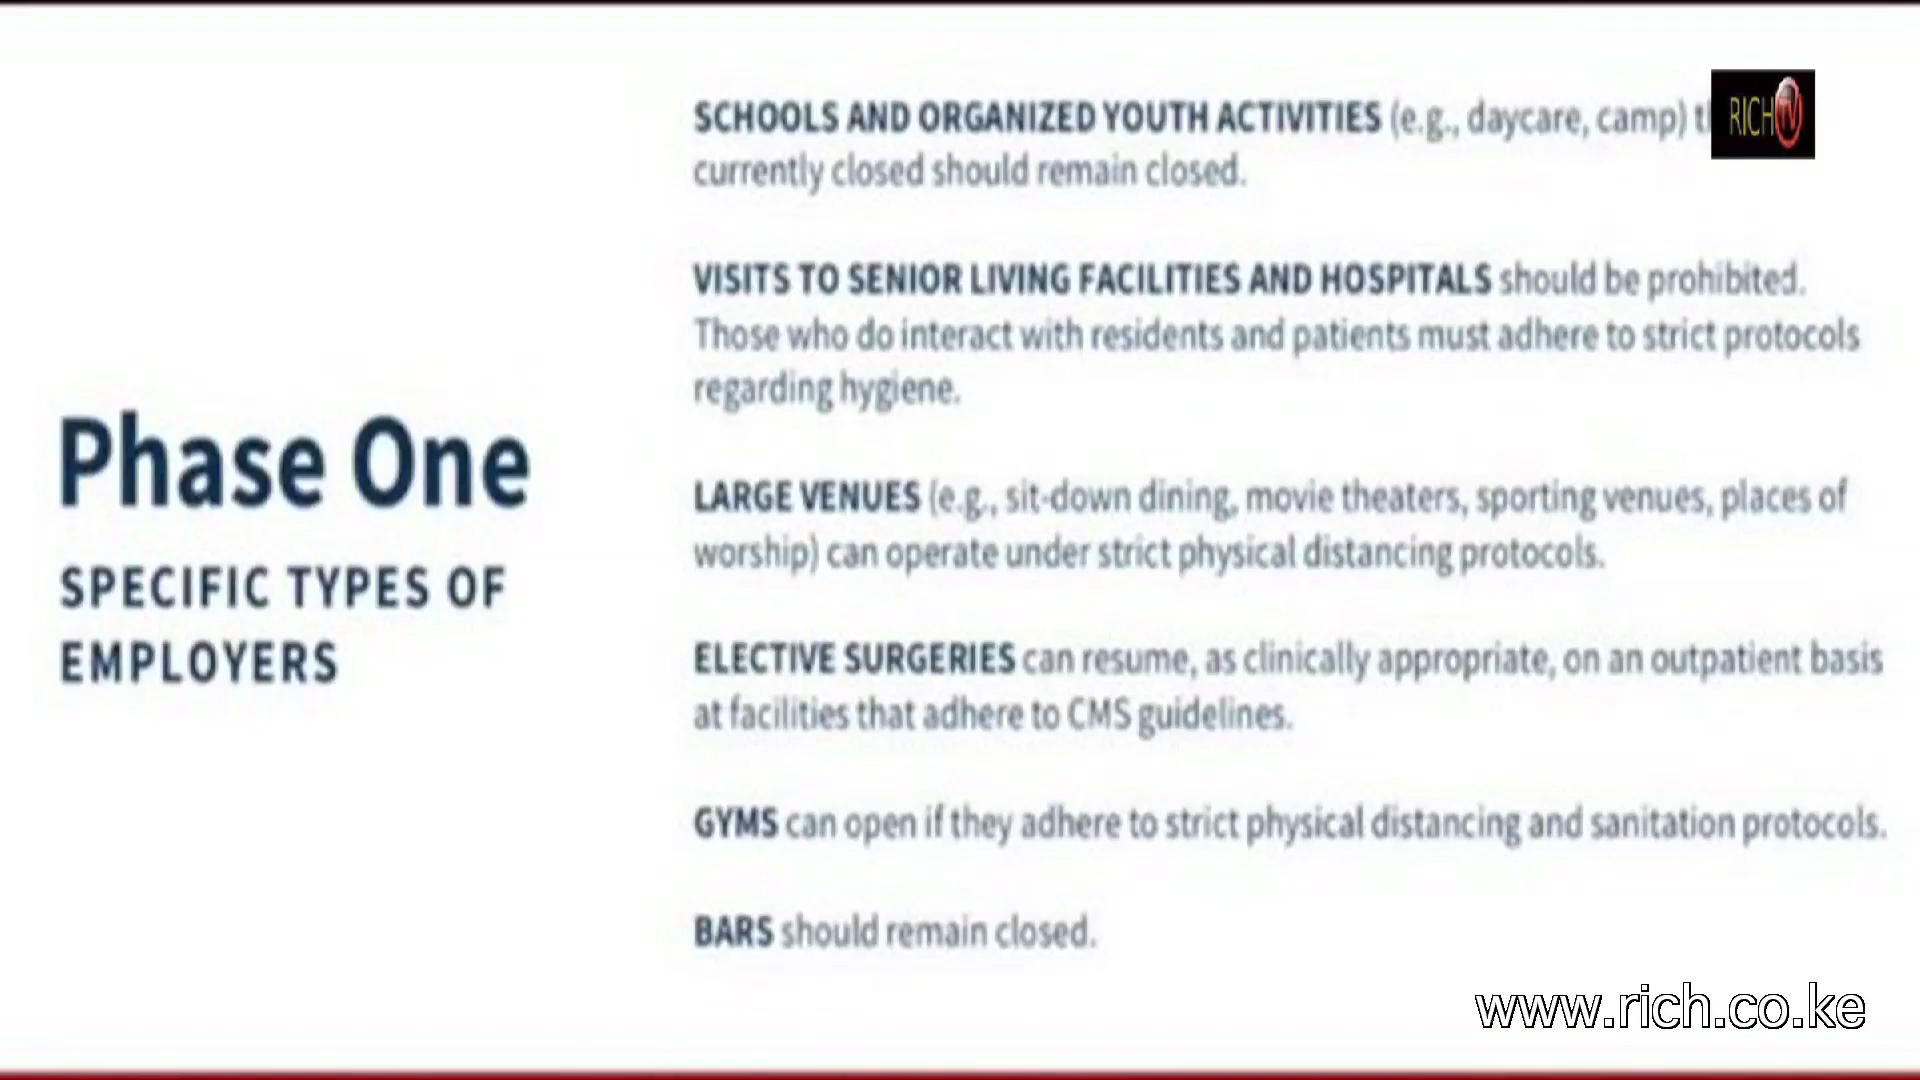 Phase One
SPECIFIC TYPES OF
EMPLOYERS
SCHOOLS AND ORGANIZED YOUTH ACTIVITIES (e.g., daycare, camp)
currently closed should remain closed.
VISITS TO SENIOR LIVING FACILITIES AND HOSPITALS should be prohibited.
Those who do interact with residents and patients must adhere to strict protocols
regarding hygiene.
LARGE VENUES (e.g., sit-down dining, movie theaters, sporting venues, places of
worship) can operate under strict physical distancing protocols.
ELECTIVE SURGERIES can resume, as clinically appropriate, on an outpatient basis
at facilities that adhere to CMS guidelines.
GYMS can open if they adhere to strict physical distancing and sanitation protocols.
BARS should remain closed.
RICH TV
www.rich.co.ke